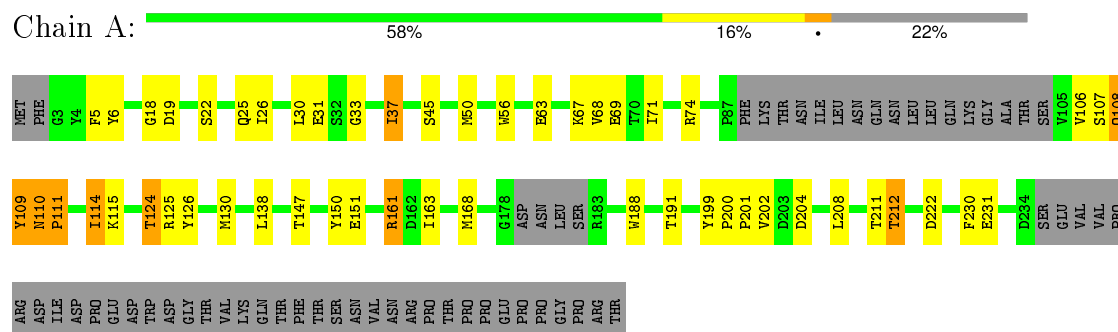 Chain A:
58% 16% • 22%
MET PHE G3 Y4 F5 Y6 G18 D19 S22 Q25 I26 L30 E31 S32 G33 I37 S45 M50 W56 E63 K67 V68 E69 T70 I71 R74 P87 PHE LYS THR ASN ILE LEU ASN GLN ASN LEU LEU GLN LYS GLY ALA THR SER V105 V106 S107 Q108
Y109 N110 P111 I114 K115 T124 R125 Y126 M130 L138 T147 Y150 E151 R161 D162 I163 M168 G178 ASP ASN LEU SER R183 W188 T191 Y199 P200 P201 V202 D203 D204 L208 T211 T212 D222 F230 E231 D234 SER GLU VAL VAL PRO
ARG ASP ILE ASP PRO GLU ASP TRP ASP GLY THR VAL LYS GLN THR PHE THR SER ASN VAL ASN ARG PRO THR PRO PRO GLU PRO PRO GLY PRO ARG THR